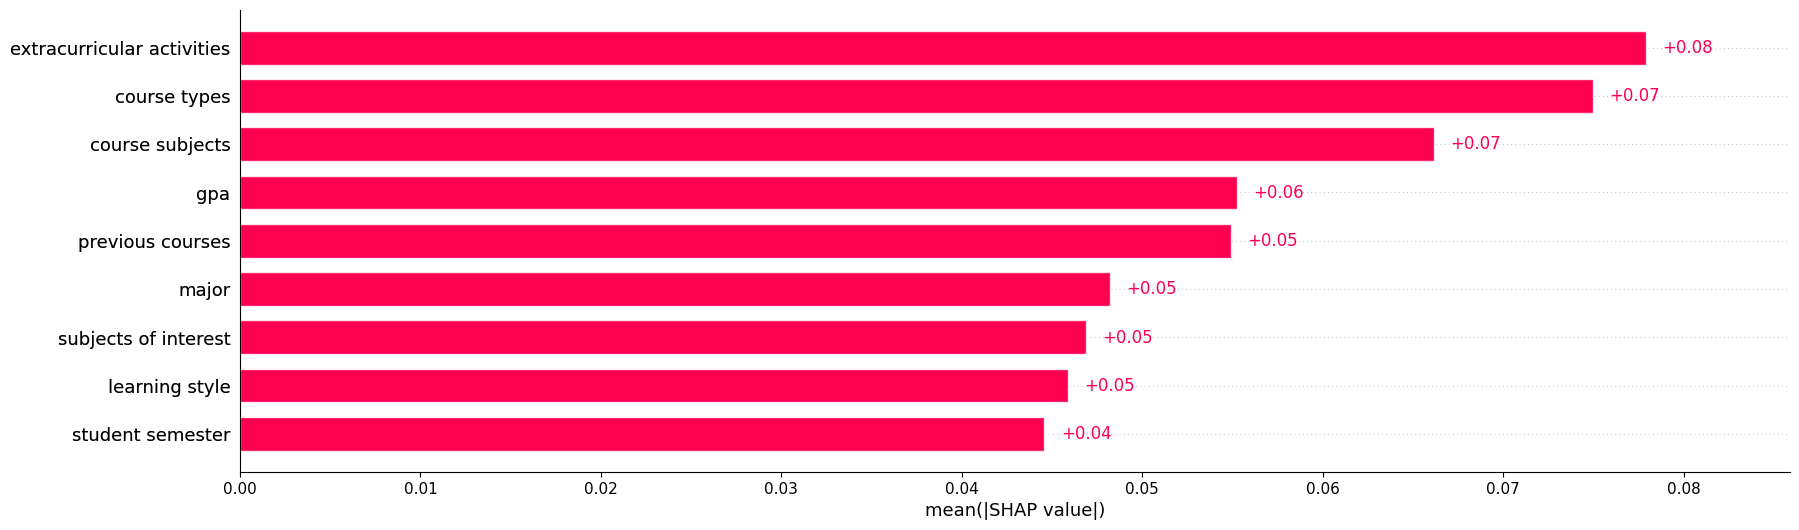 extracurricular activities +0.08
course types +0.07
course subjects +0.07
gpa +0.06
previous courses +0.05
major +0.05
subjects of interest +0.05
learning style +0.05
student semester +0.04
0.00 0.01 0.02 0.03 0.04 0.05 0.06 0.07 0.08
mean(|SHAP value|)